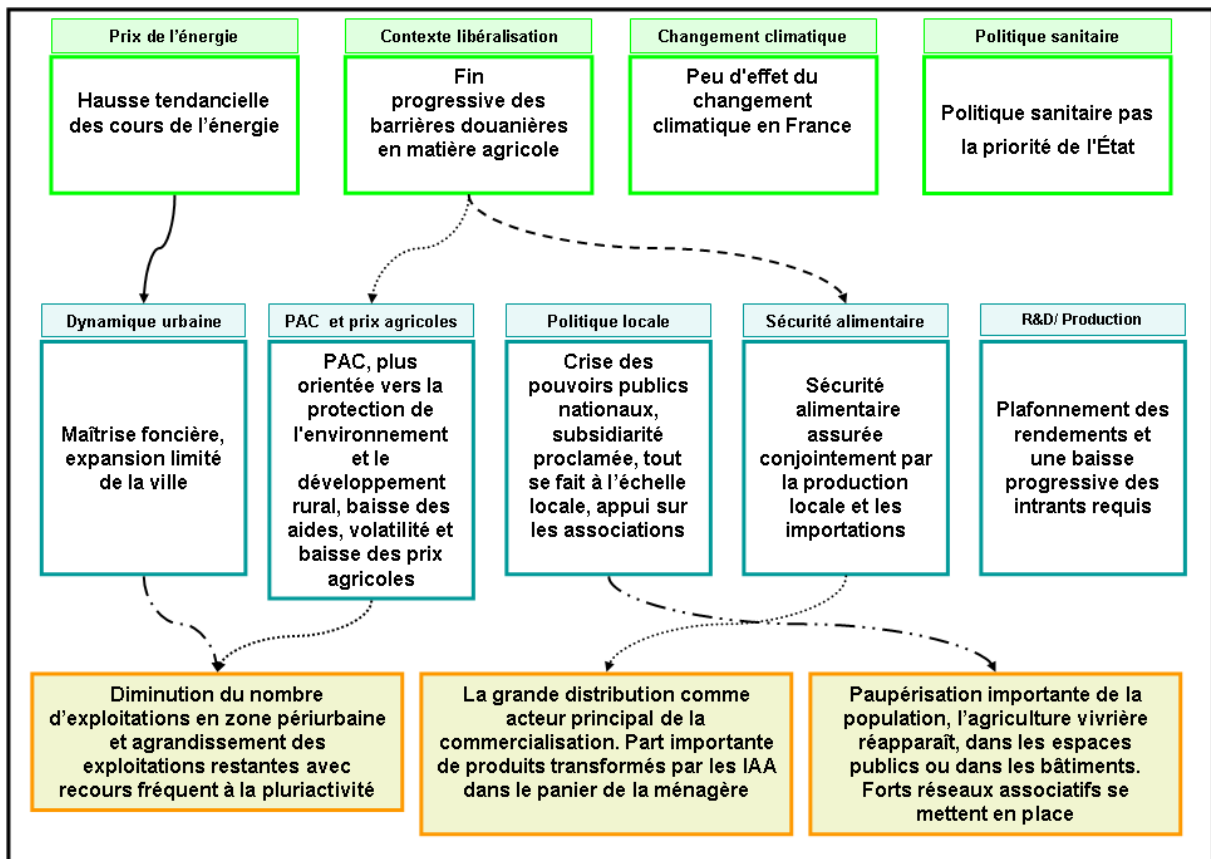 Prix de l'énergie
Hausse tendancielle
des cours de l'énergie
Contexte libéralisation
Fin
progressive des
barrières douanières
en matière agricole
Changement climatique
Peu d'effet du
changement
climatique en France
Politique sanitaire
Politique sanitaire pas
la priorité de l'État
Dynamique urbaine
Maîtrise foncière,
expansion limité
de la ville
PAC et prix agricoles
PAC, plus
orientée vers la
protection de
l'environnement
et le
développement
rural, baisse des
aides, volatilité et
baisse des prix
agricoles
Politique locale
Crise des
pouvoirs publics
nationaux,
subsidiarité
proclamée, tout
se fait à l'échelle
locale, appui sur
les associations
Sécurité alimentaire
Sécurité
alimentaire
assurée
conjointement par
la production
locale et les
importations
R&D/ Production
Plafonnement des
rendements et
une baisse
progressive des
intrants requis
Diminution du nombre
d'exploitations en zone périurbaine
et agrandissement des
exploitations restantes avec
recours fréquent à la pluriactivité
La grande distribution comme
acteur principal de la
commercialisation. Part importante
de produits transformés par les IAA
dans le panier de la ménagère
Paupérisation importante de la
population, l'agriculture vivrière
réapparaît, dans les espaces
publics ou dans les bâtiments.
Forts réseaux associatifs se
mettent en place